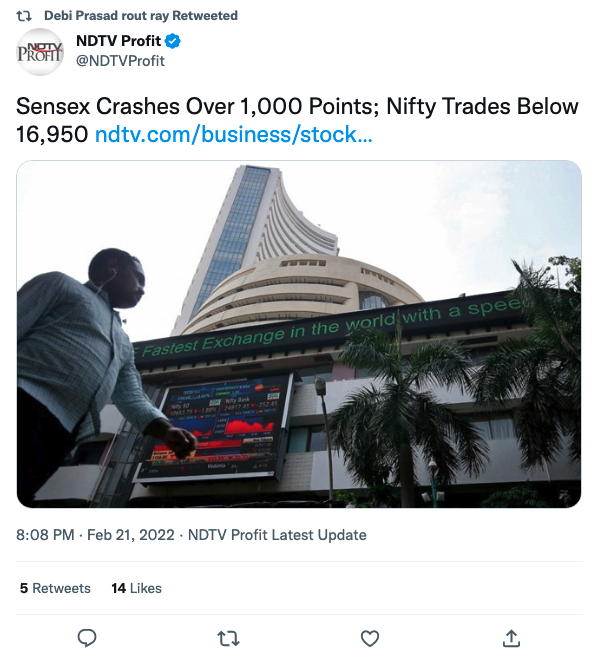 Debi Prasad rout ray Retweeted
NDTV
PROFIT
NDTV Profit
@NDTVProfit
Sensex Crashes Over 1,000 Points; Nifty Trades Below
16,950 ndtv.com/business/stock...
Fastest Exchange in the world with a speed
Nifty 50
Nifty Bank
8:08 PM · Feb 21, 2022 · NDTV Profit Latest Update
5 Retweets 14 Likes